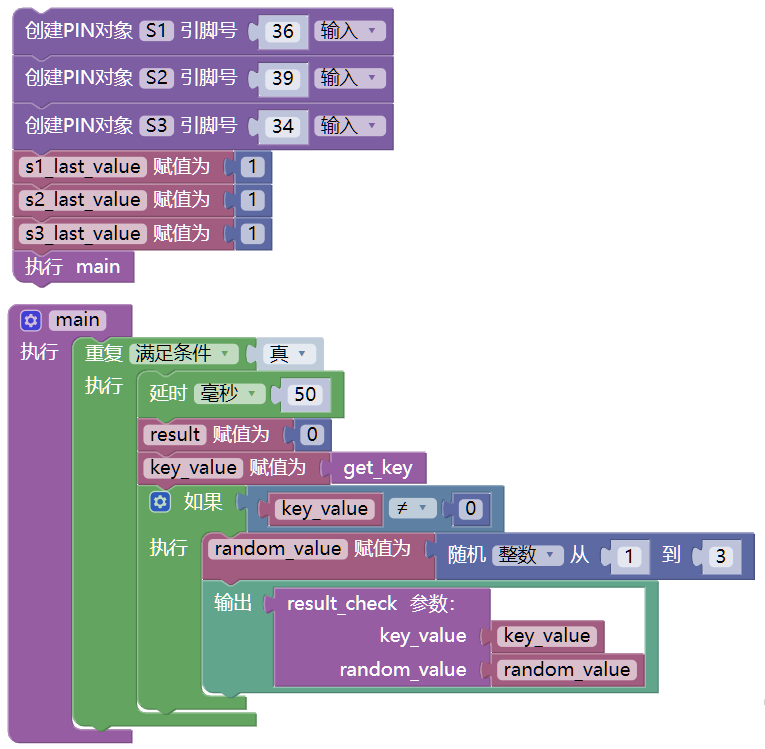 创建PIN对象 S1 引脚号 36 输入
创建PIN对象 S2 引脚号 39 输入
创建PIN对象 S3 引脚号 34 输入
s1_last_value 赋值为 1
s2_last_value 赋值为 1
s3_last_value 赋值为 1
执行 main
main
执行 重复 满足条件 真
执行 延时 毫秒 50
result 赋值为 0
key_value 赋值为 get_key
如果 key_value ≠ 0
执行 random_value 赋值为 随机 整数 从 1 到 3
输出 result_check 参数:
key_value key_value
random_value random_value